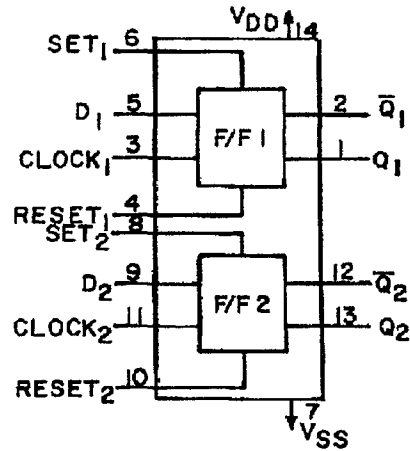 VDD 14
SET1 6
D1 5 2 Q̅1
F/F 1
CLOCK1 3 1 Q1
RESET1 4
SET2 8
D2 9 12 Q̅2
F/F 2
CLOCK2 11 13 Q2
RESET2 10
7
VSS